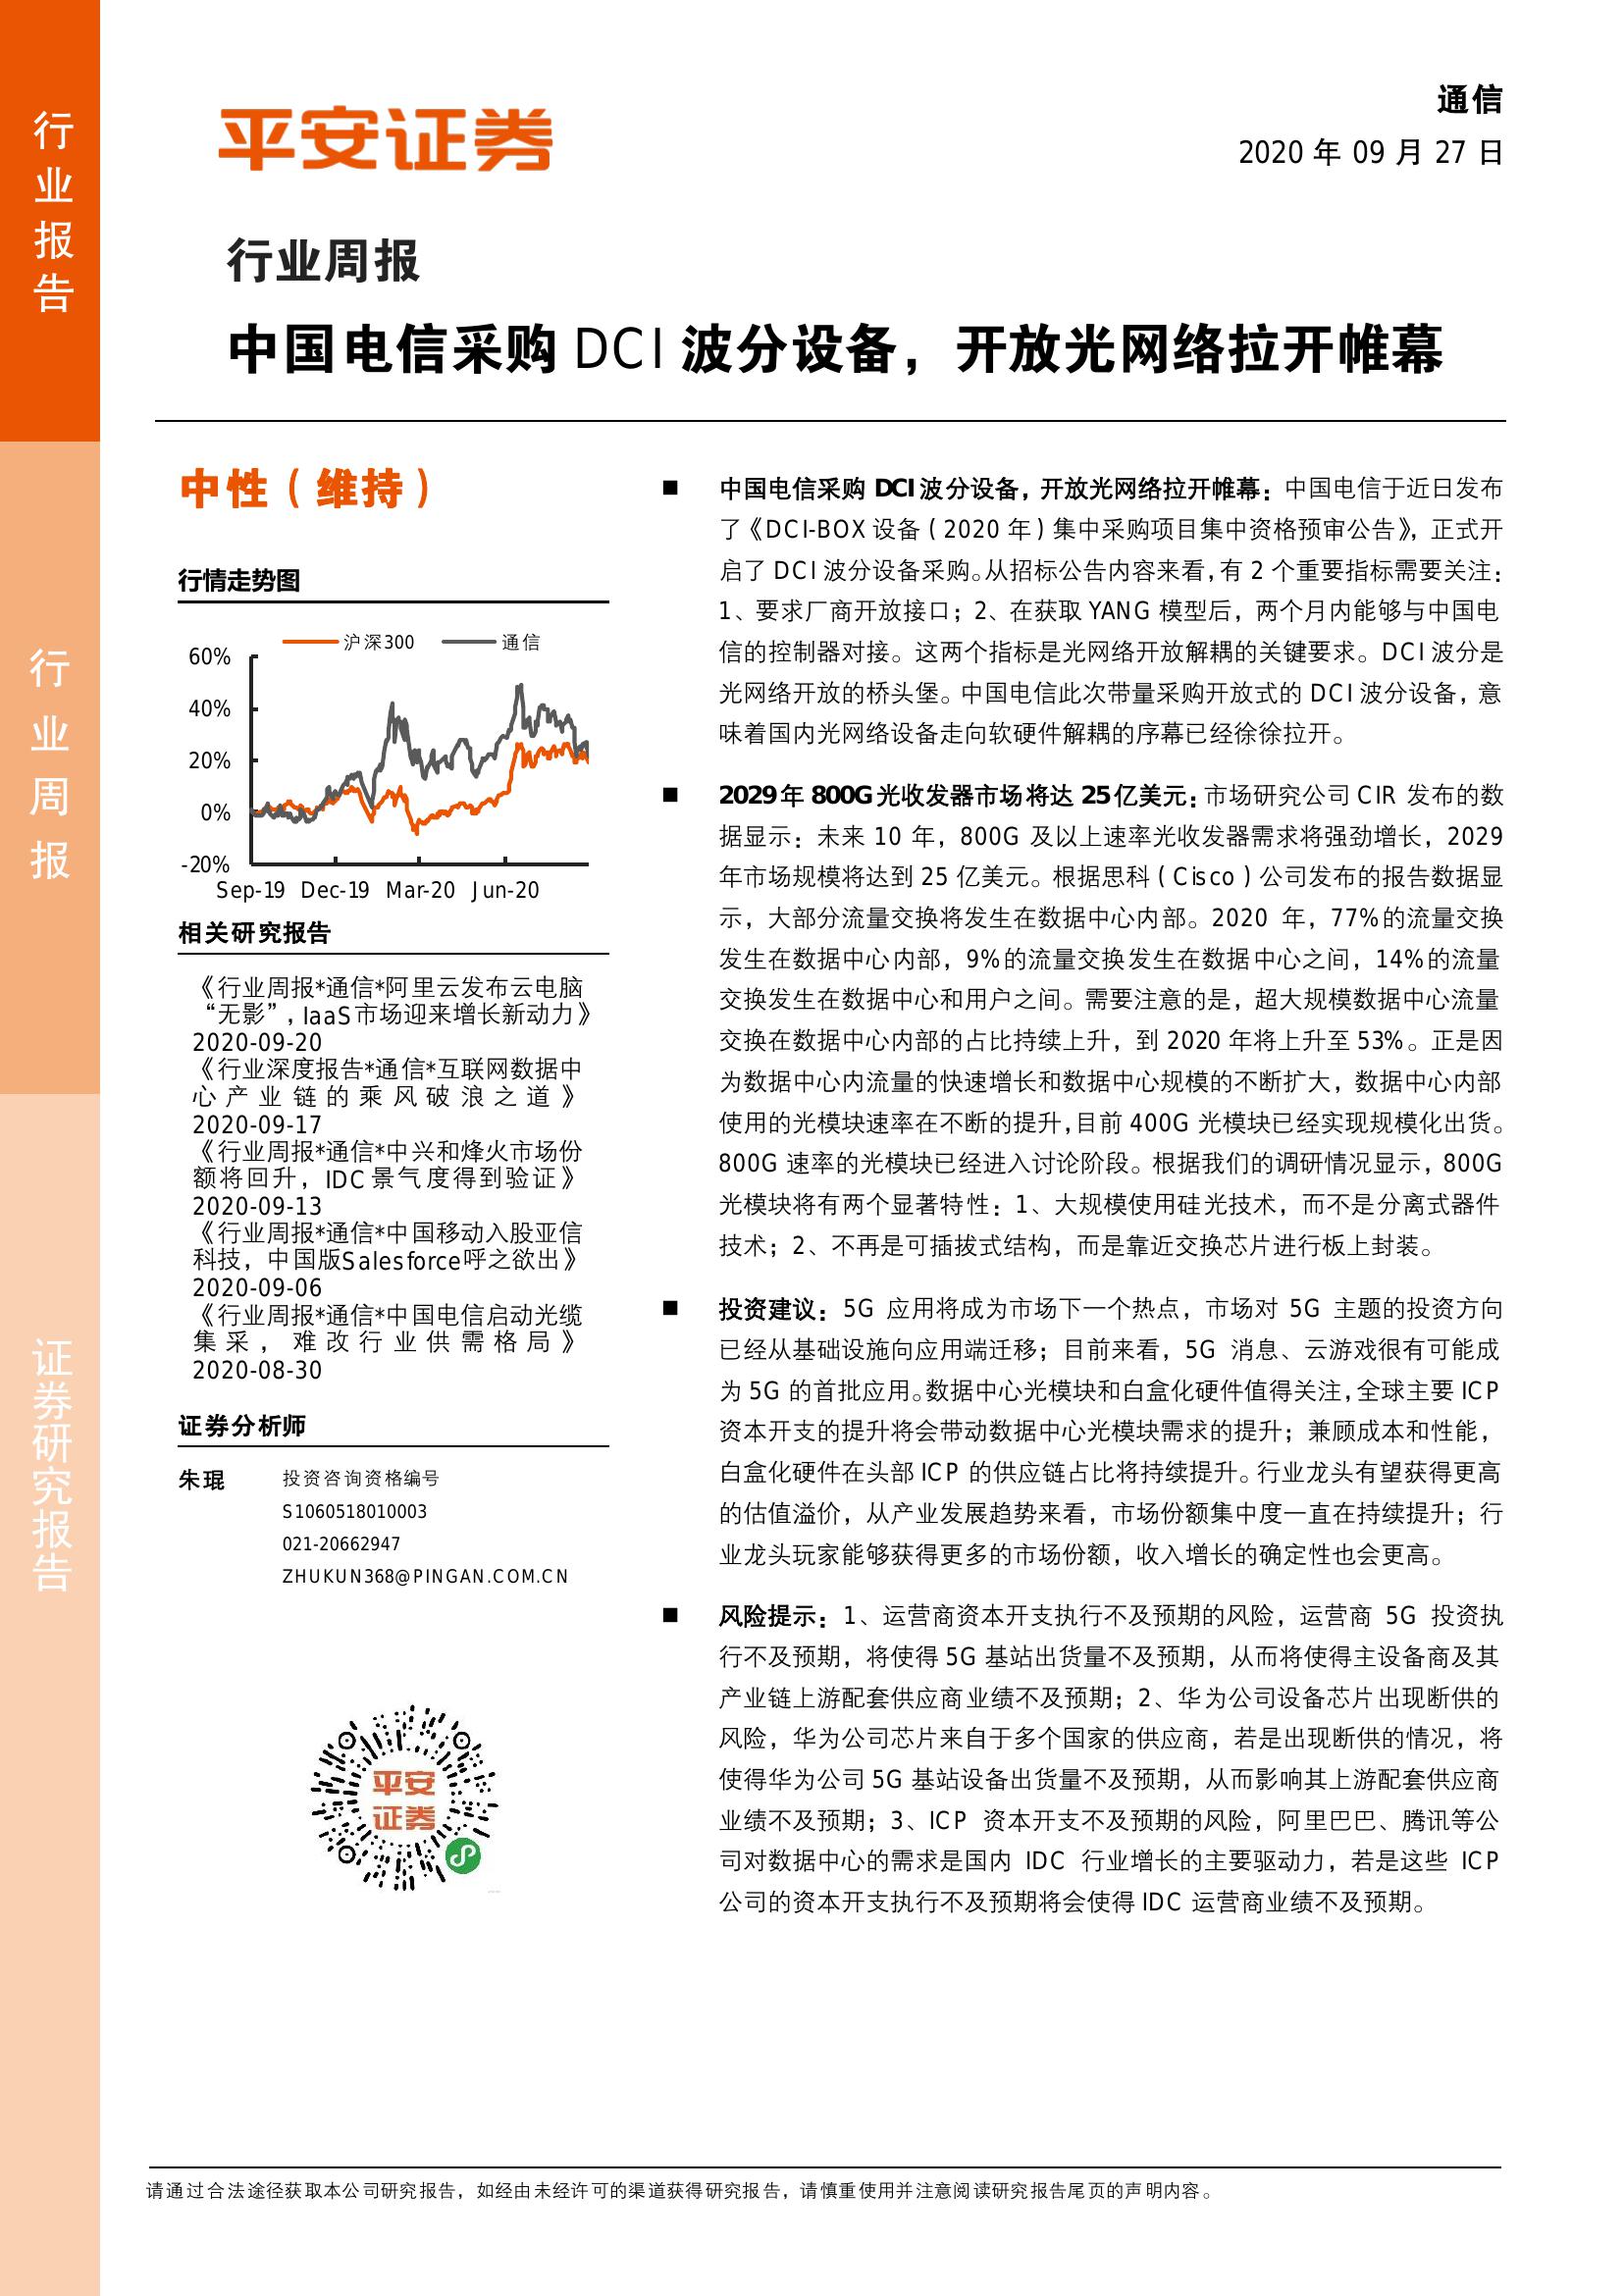 行业报告
行业周报
证券研究报告
平安证券
通信
2020 年 09 月 27 日
行业周报
中国电信采购 DCI 波分设备，开放光网络拉开帷幕
中性（维持）
行情走势图
沪深300 通信
60%
40%
20%
0%
-20%
Sep-19 Dec-19 Mar-20 Jun-20
相关研究报告
《行业周报*通信*阿里云发布云电脑
“无影”，IaaS市场迎来增长新动力》
2020-09-20
《行业深度报告*通信*互联网数据中
心产业链的乘风破浪之道》
2020-09-17
《行业周报*通信*中兴和烽火市场份
额将回升，IDC 景气度得到验证》
2020-09-13
《行业周报*通信*中国移动入股亚信
科技，中国版Salesforce呼之欲出》
2020-09-06
《行业周报*通信*中国电信启动光缆
集采，难改行业供需格局》
2020-08-30
证券分析师
朱琨 投资咨询资格编号
S1060518010003
021-20662947
ZHUKUN368@PINGAN.COM.CN
平安
证券
■ 中国电信采购 DCI 波分设备，开放光网络拉开帷幕：中国电信于近日发布
了《DCI-BOX 设备（2020 年）集中采购项目集中资格预审公告》，正式开
启了 DCI 波分设备采购。从招标公告内容来看，有 2 个重要指标需要关注：
1、要求厂商开放接口；2、在获取 YANG 模型后，两个月内能够与中国电
信的控制器对接。这两个指标是光网络开放解耦的关键要求。DCI 波分是
光网络开放的桥头堡。中国电信此次带量采购开放式的 DCI 波分设备，意
味着国内光网络设备走向软硬件解耦的序幕已经徐徐拉开。
■ 2029 年 800G 光收发器市场将达 25 亿美元：市场研究公司 CIR 发布的数
据显示：未来 10 年，800G 及以上速率光收发器需求将强劲增长，2029
年市场规模将达到 25 亿美元。根据思科（Cisco）公司发布的报告数据显
示，大部分流量交换将发生在数据中心内部。2020 年，77%的流量交换
发生在数据中心内部，9%的流量交换发生在数据中心之间，14%的流量
交换发生在数据中心和用户之间。需要注意的是，超大规模数据中心流量
交换在数据中心内部的占比持续上升，到 2020 年将上升至 53%。正是因
为数据中心内流量的快速增长和数据中心规模的不断扩大，数据中心内部
使用的光模块速率在不断的提升，目前 400G 光模块已经实现规模化出货。
800G 速率的光模块已经进入讨论阶段。根据我们的调研情况显示，800G
光模块将有两个显著特性：1、大规模使用硅光技术，而不是分离式器件
技术；2、不再是可插拔式结构，而是靠近交换芯片进行板上封装。
■ 投资建议：5G 应用将成为市场下一个热点，市场对 5G 主题的投资方向
已经从基础设施向应用端迁移；目前来看，5G 消息、云游戏很有可能成
为 5G 的首批应用。数据中心光模块和白盒化硬件值得关注，全球主要 ICP
资本开支的提升将会带动数据中心光模块需求的提升；兼顾成本和性能，
白盒化硬件在头部 ICP 的供应链占比将持续提升。行业龙头有望获得更高
的估值溢价，从产业发展趋势来看，市场份额集中度一直在持续提升；行
业龙头玩家能够获得更多的市场份额，收入增长的确定性也会更高。
■ 风险提示：1、运营商资本开支执行不及预期的风险，运营商 5G 投资执
行不及预期，将使得 5G 基站出货量不及预期，从而将使得主设备商及其
产业链上游配套供应商业绩不及预期；2、华为公司设备芯片出现断供的
风险，华为公司芯片来自于多个国家的供应商，若是出现断供的情况，将
使得华为公司 5G 基站设备出货量不及预期，从而影响其上游配套供应商
业绩不及预期；3、ICP 资本开支不及预期的风险，阿里巴巴、腾讯等公
司对数据中心的需求是国内 IDC 行业增长的主要驱动力，若是这些 ICP
公司的资本开支执行不及预期将会使得 IDC 运营商业绩不及预期。
请通过合法途径获取本公司研究报告，如经由未经许可的渠道获得研究报告，请慎重使用并注意阅读研究报告尾页的声明内容。